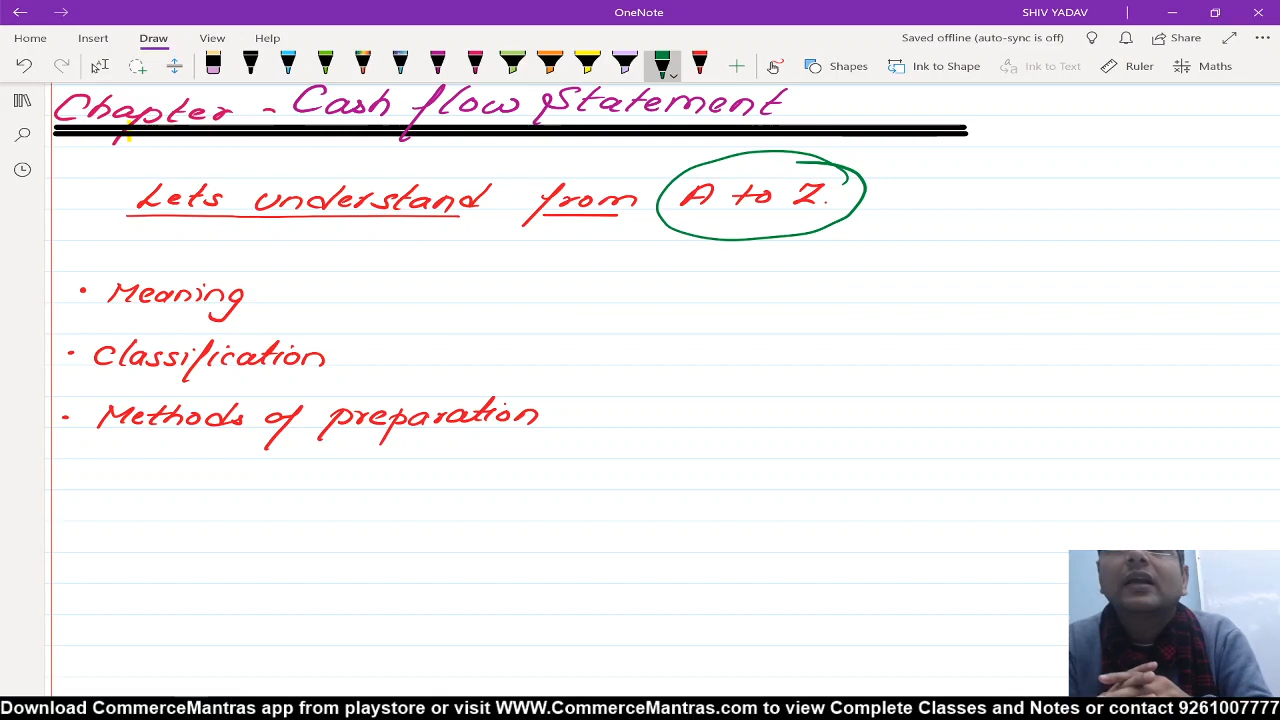 OneNote
SHIV YADAV
Home Insert Draw View Help
Saved offline (auto-sync is off)
Share
Shapes
Ink to Shape
Ink to Text
Ruler
Maths
Chapter - Cash flow Statement
Lets understand from A to Z.
• Meaning
• Classification
• Methods of preparation
Download CommerceMantras app from playstore or visit WWW.CommerceMantras.com to view Complete Classes and Notes or contact 9261007777